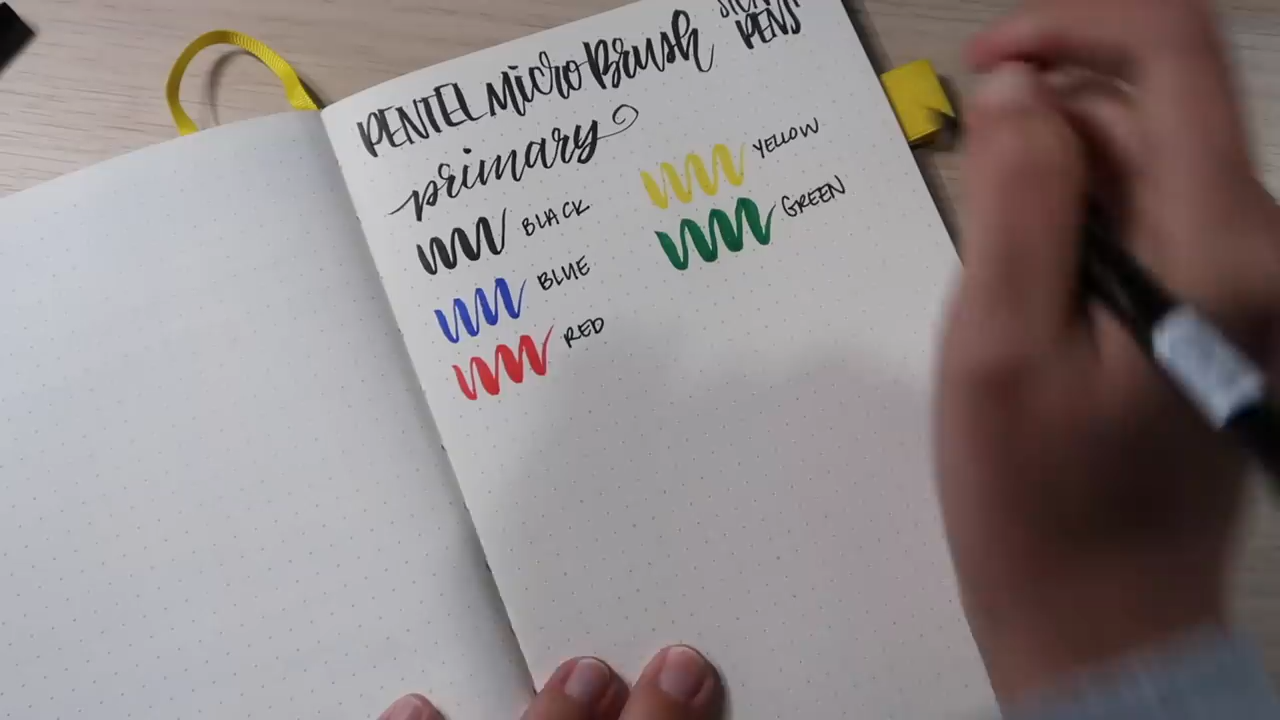 PENTEL Micro Brush
PENS
primary
BLACK
BLUE
RED
YELLOW
GREEN